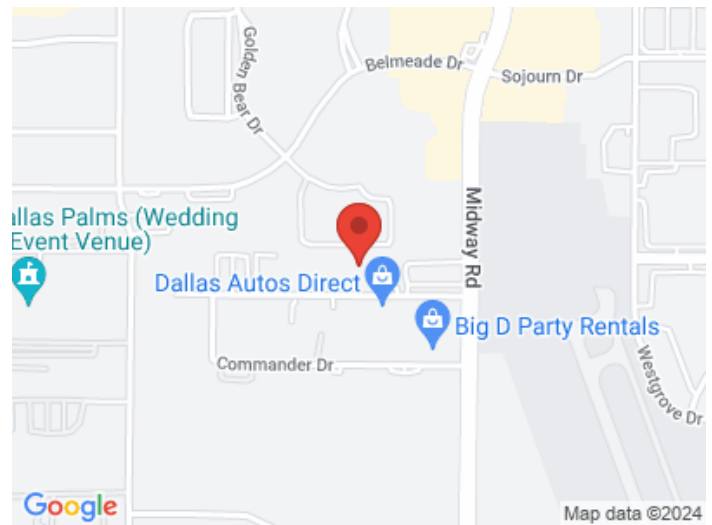 Golden Bear Dr
Belmeade Dr
Sojourn Dr
Midway Rd
allas Palms (Wedding
Event Venue)
Dallas Autos Direct
Big D Party Rentals
Commander Dr
Westgrove Dr
Google
Map data ©2024